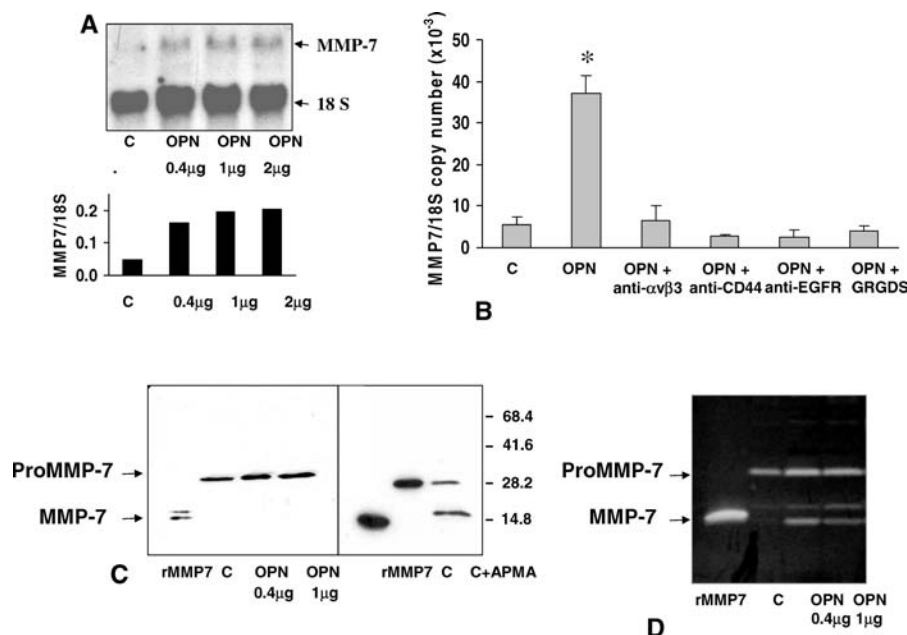 A
MMP-7
18 S
C OPN OPN OPN
0.4µg 1µg 2µg
MMP7/18S
0.2
0.1
0.0
C 0.4µg 1µg 2µg
MMP7/18S copy number (x10-3)
50
40
30
20
10
0
*
C OPN OPN + OPN + OPN + OPN +
anti-αvβ3 anti-CD44 anti-EGFR GRGDS
B
ProMMP-7
MMP-7
- 68.4
- 41.6
- 28.2
- 14.8
C
rMMP7 C OPN OPN rMMP7 C C+APMA
0.4µg 1µg
ProMMP-7
MMP-7
rMMP7 C OPN OPN
0.4µg 1µg
D